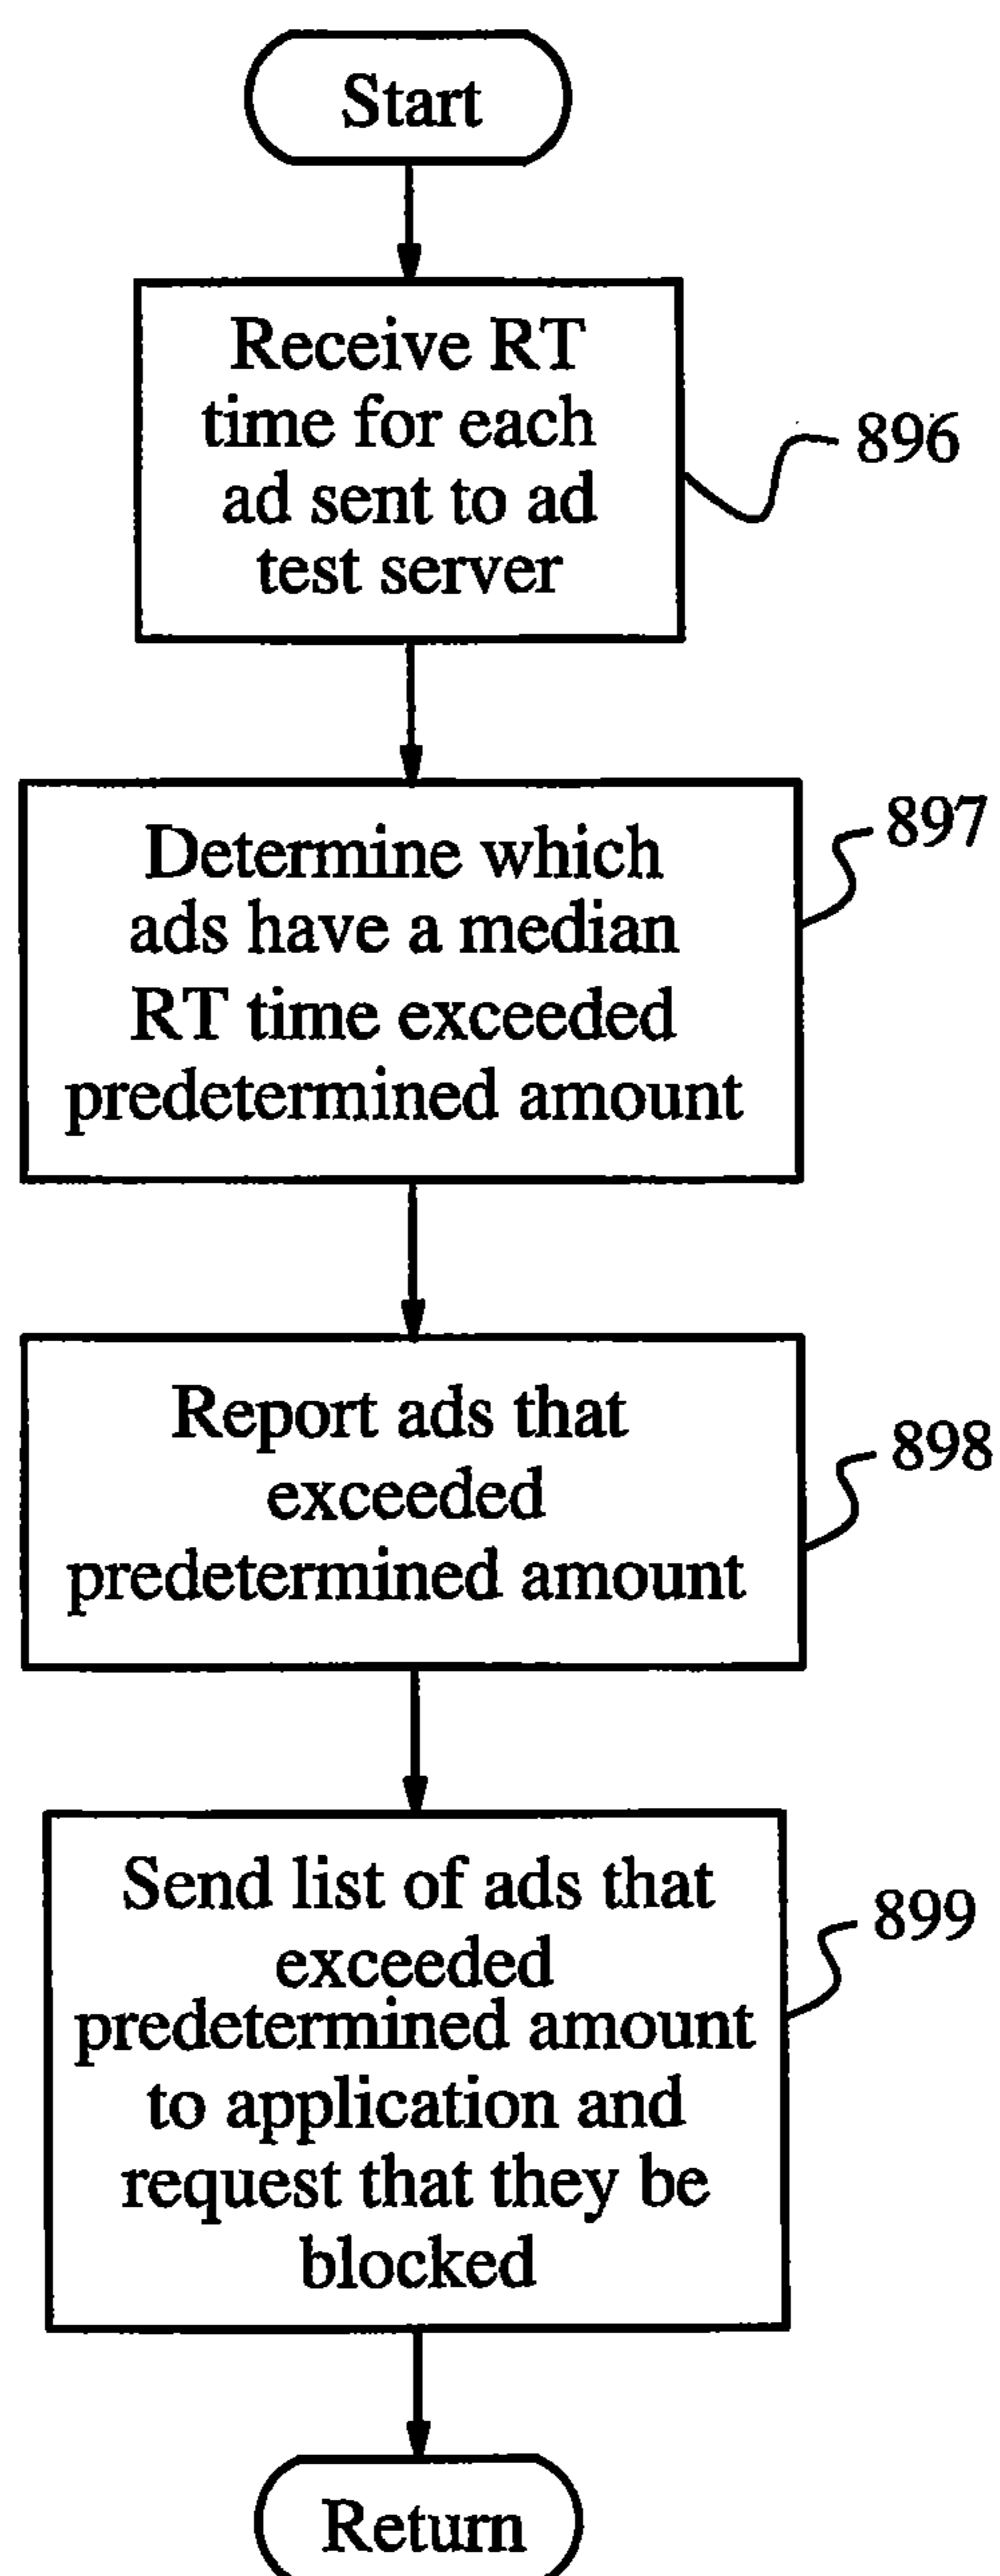 Start
Receive RT
time for each
ad sent to ad
test server
896
Determine which
ads have a median
RT time exceeded
predetermined amount
897
Report ads that
exceeded
predetermined amount
898
Send list of ads that
exceeded
predetermined amount
to application and
request that they be
blocked
899
Return